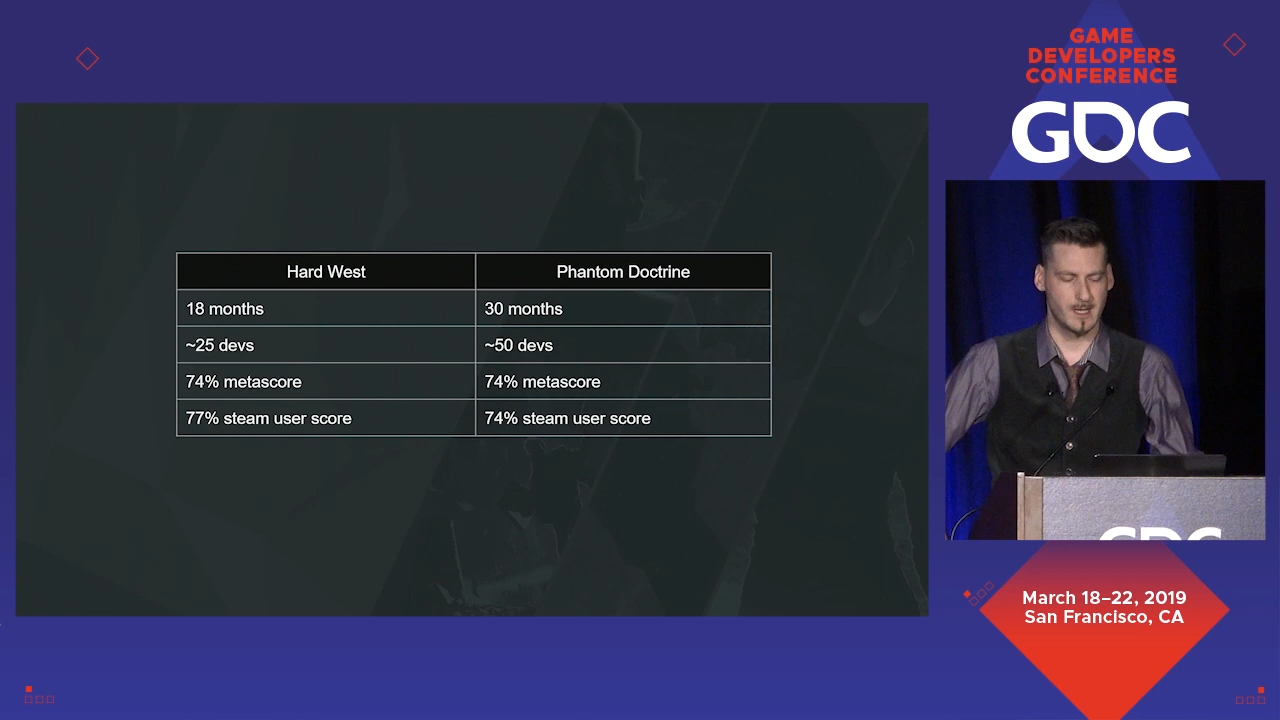 GAME
DEVELOPERS
CONFERENCE
GDC
Hard West Phantom Doctrine
18 months 30 months
~25 devs ~50 devs
74% metascore 74% metascore
77% steam user score 74% steam user score
GDC
March 18–22, 2019
San Francisco, CA